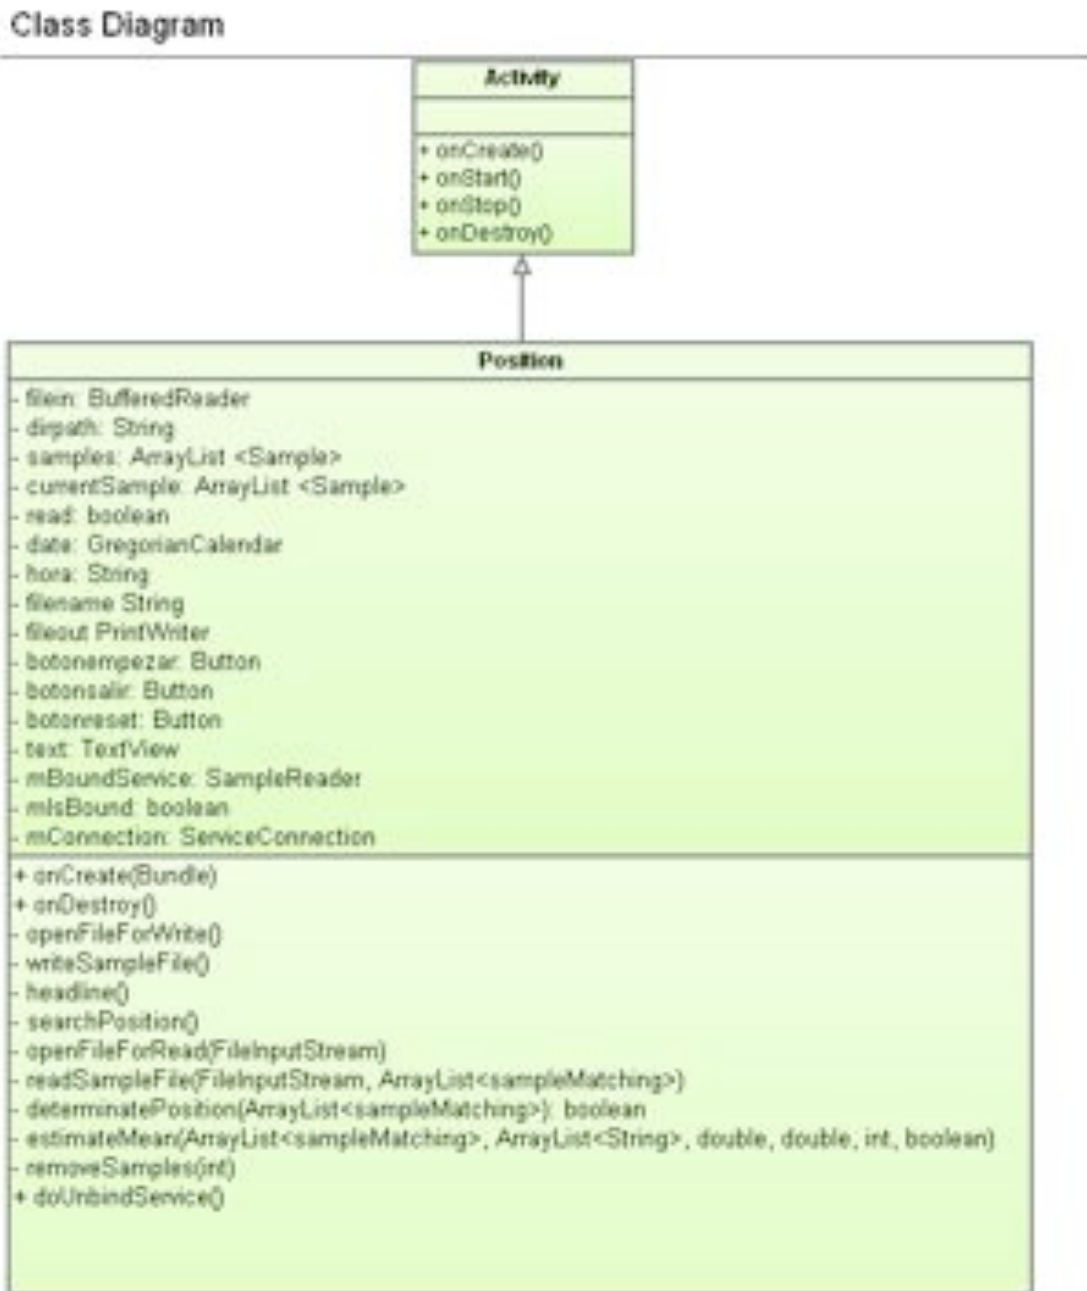 Class Diagram
Activity
+ onCreate()
+ onStart()
+ onStop()
+ onDestroy()
Position
- filein: BufferedReader
- dirpath: String
- samples: ArrayList <Sample>
- currentSample: ArrayList <Sample>
- read: boolean
- date: GregorianCalendar
- hora: String
- filename String
- fileout PrintWriter
- botonempezar: Button
- botonsalir: Button
- botonreset: Button
- text: TextView
- mBoundService: SampleReader
- mIsBound: boolean
- mConnection: ServiceConnection
+ onCreate(Bundle)
+ onDestroy()
- openFileForWrite()
- writeSampleFile()
- headline()
- searchPosition()
- openFileForRead(FileInputStream)
- readSampleFile(FileInputStream, ArrayList<sampleMatching>)
- determinatePosition(ArrayList<sampleMatching>): boolean
- estimateMean(ArrayList<sampleMatching>, ArrayList<String>, double, double, int, boolean)
- removeSamples(int)
+ doUnbindService()